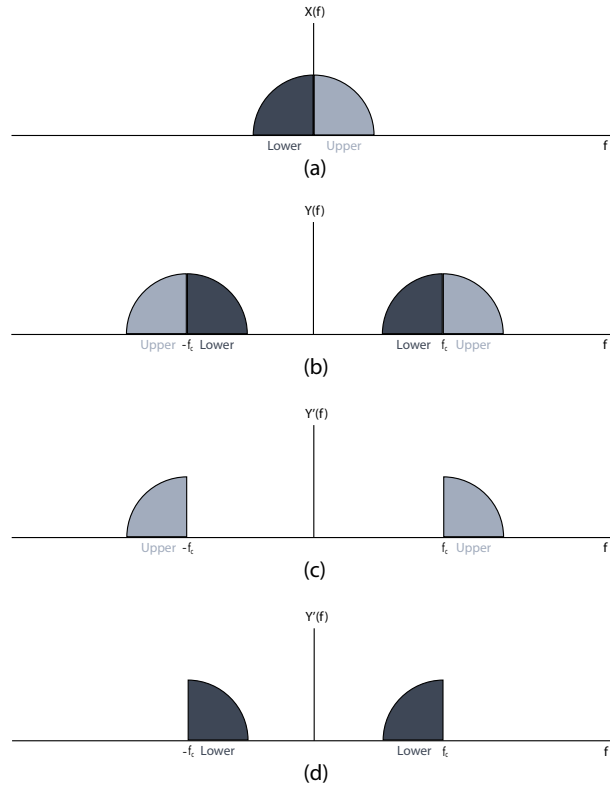 X(f)
Lower Upper f
(a)
Y(f)
Upper -fc Lower Lower fc Upper f
(b)
Y'(f)
Upper -fc fc Upper f
(c)
Y'(f)
-fc Lower Lower fc f
(d)